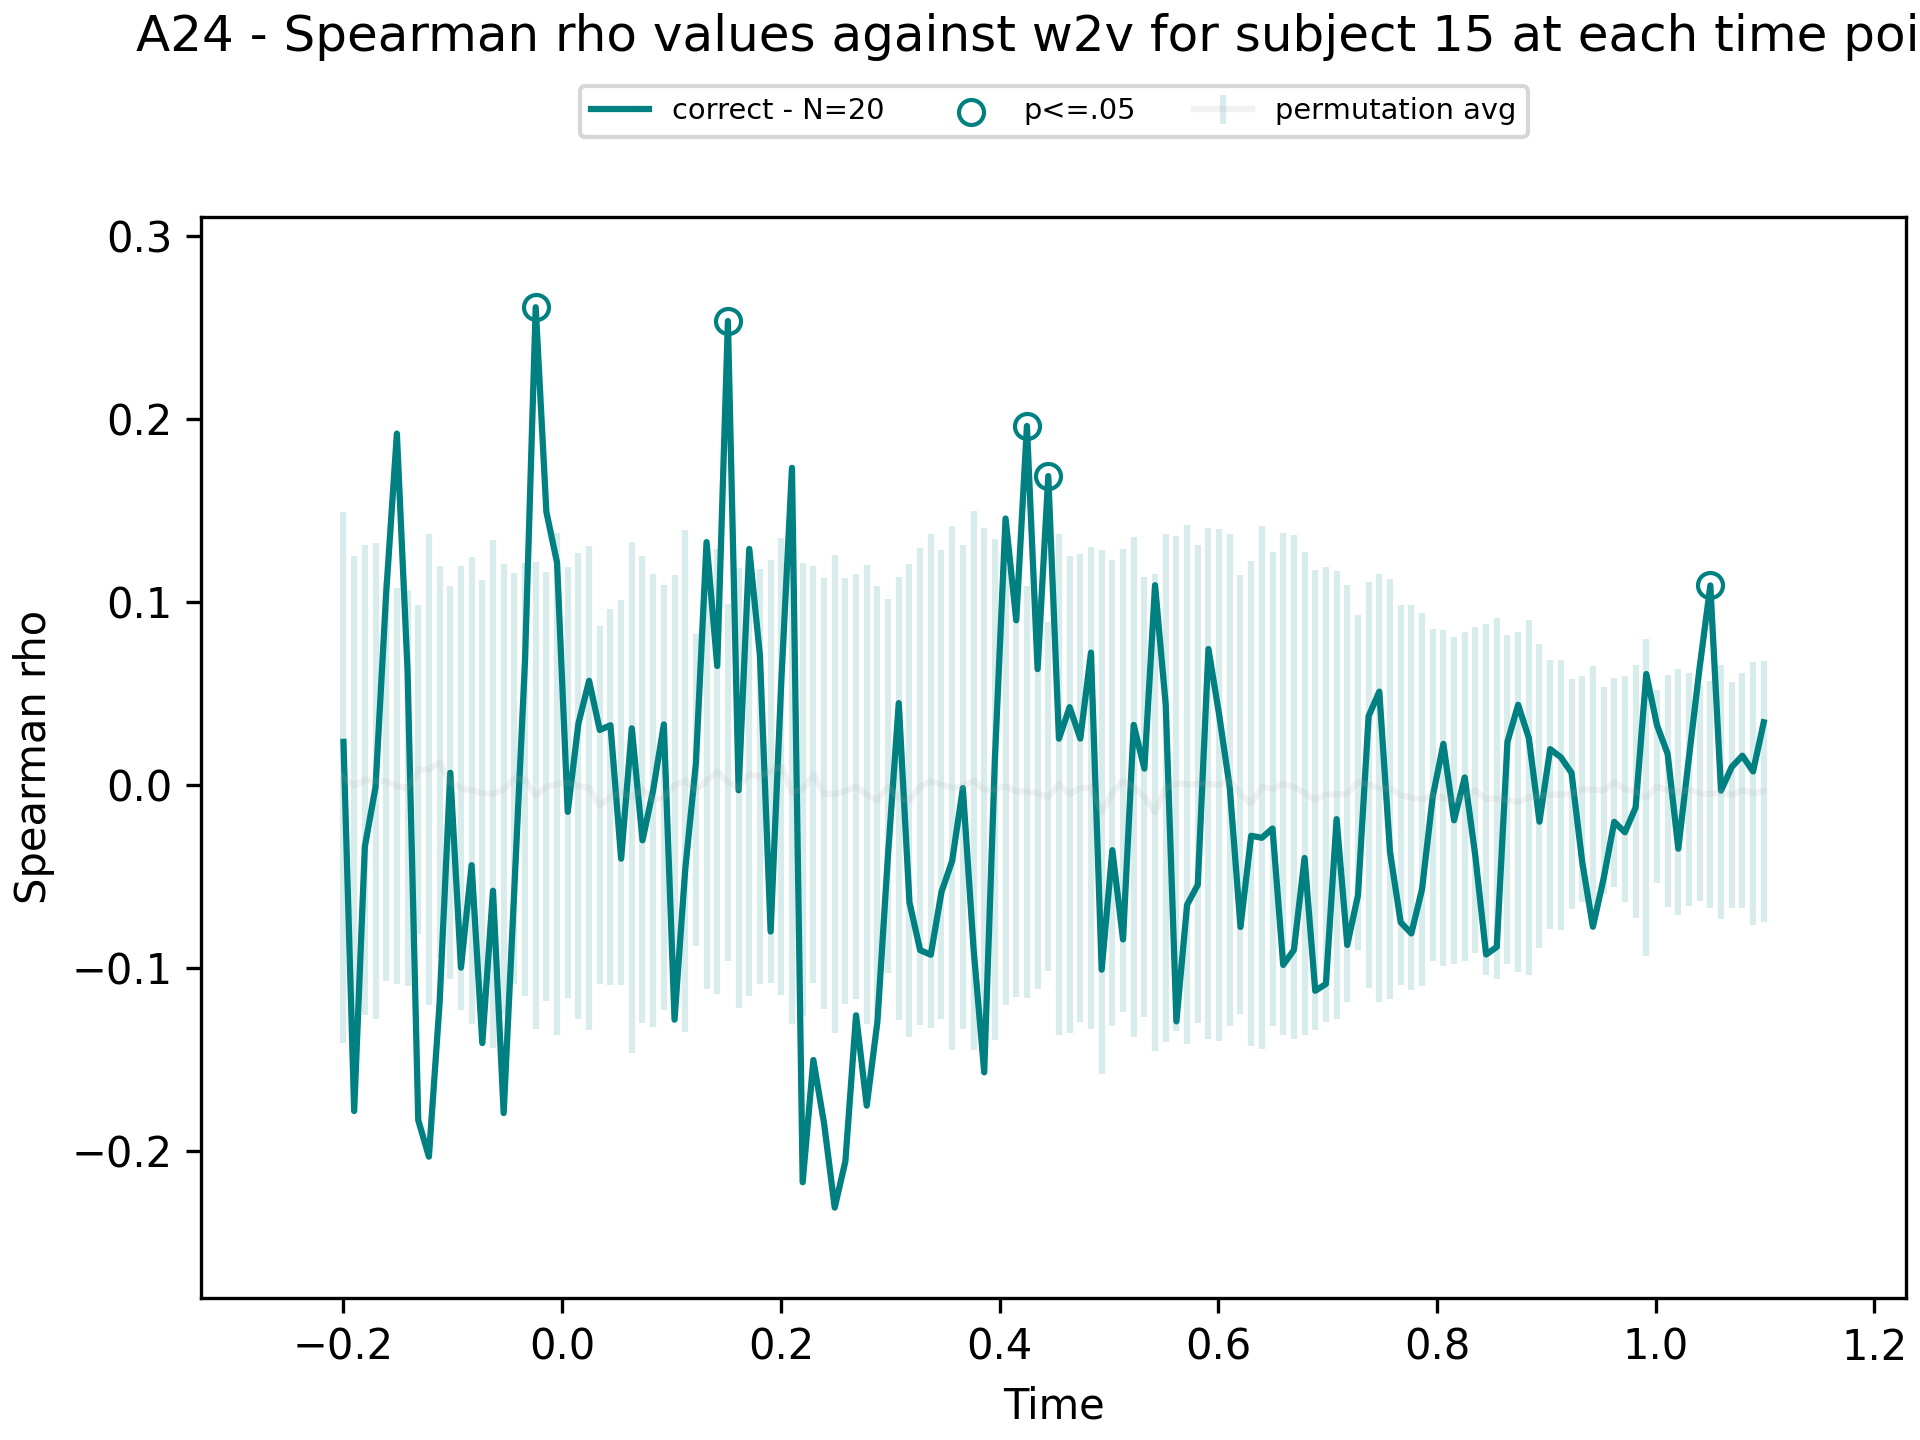 A24 - Spearman rho values against w2v for subject 15 at each time poi
correct - N=20 p<=.05 permutation avg
0.3
0.2
0.1
0.0
−0.1
−0.2
Spearman rho
−0.2 0.0 0.2 0.4 0.6 0.8 1.0 1.2
Time